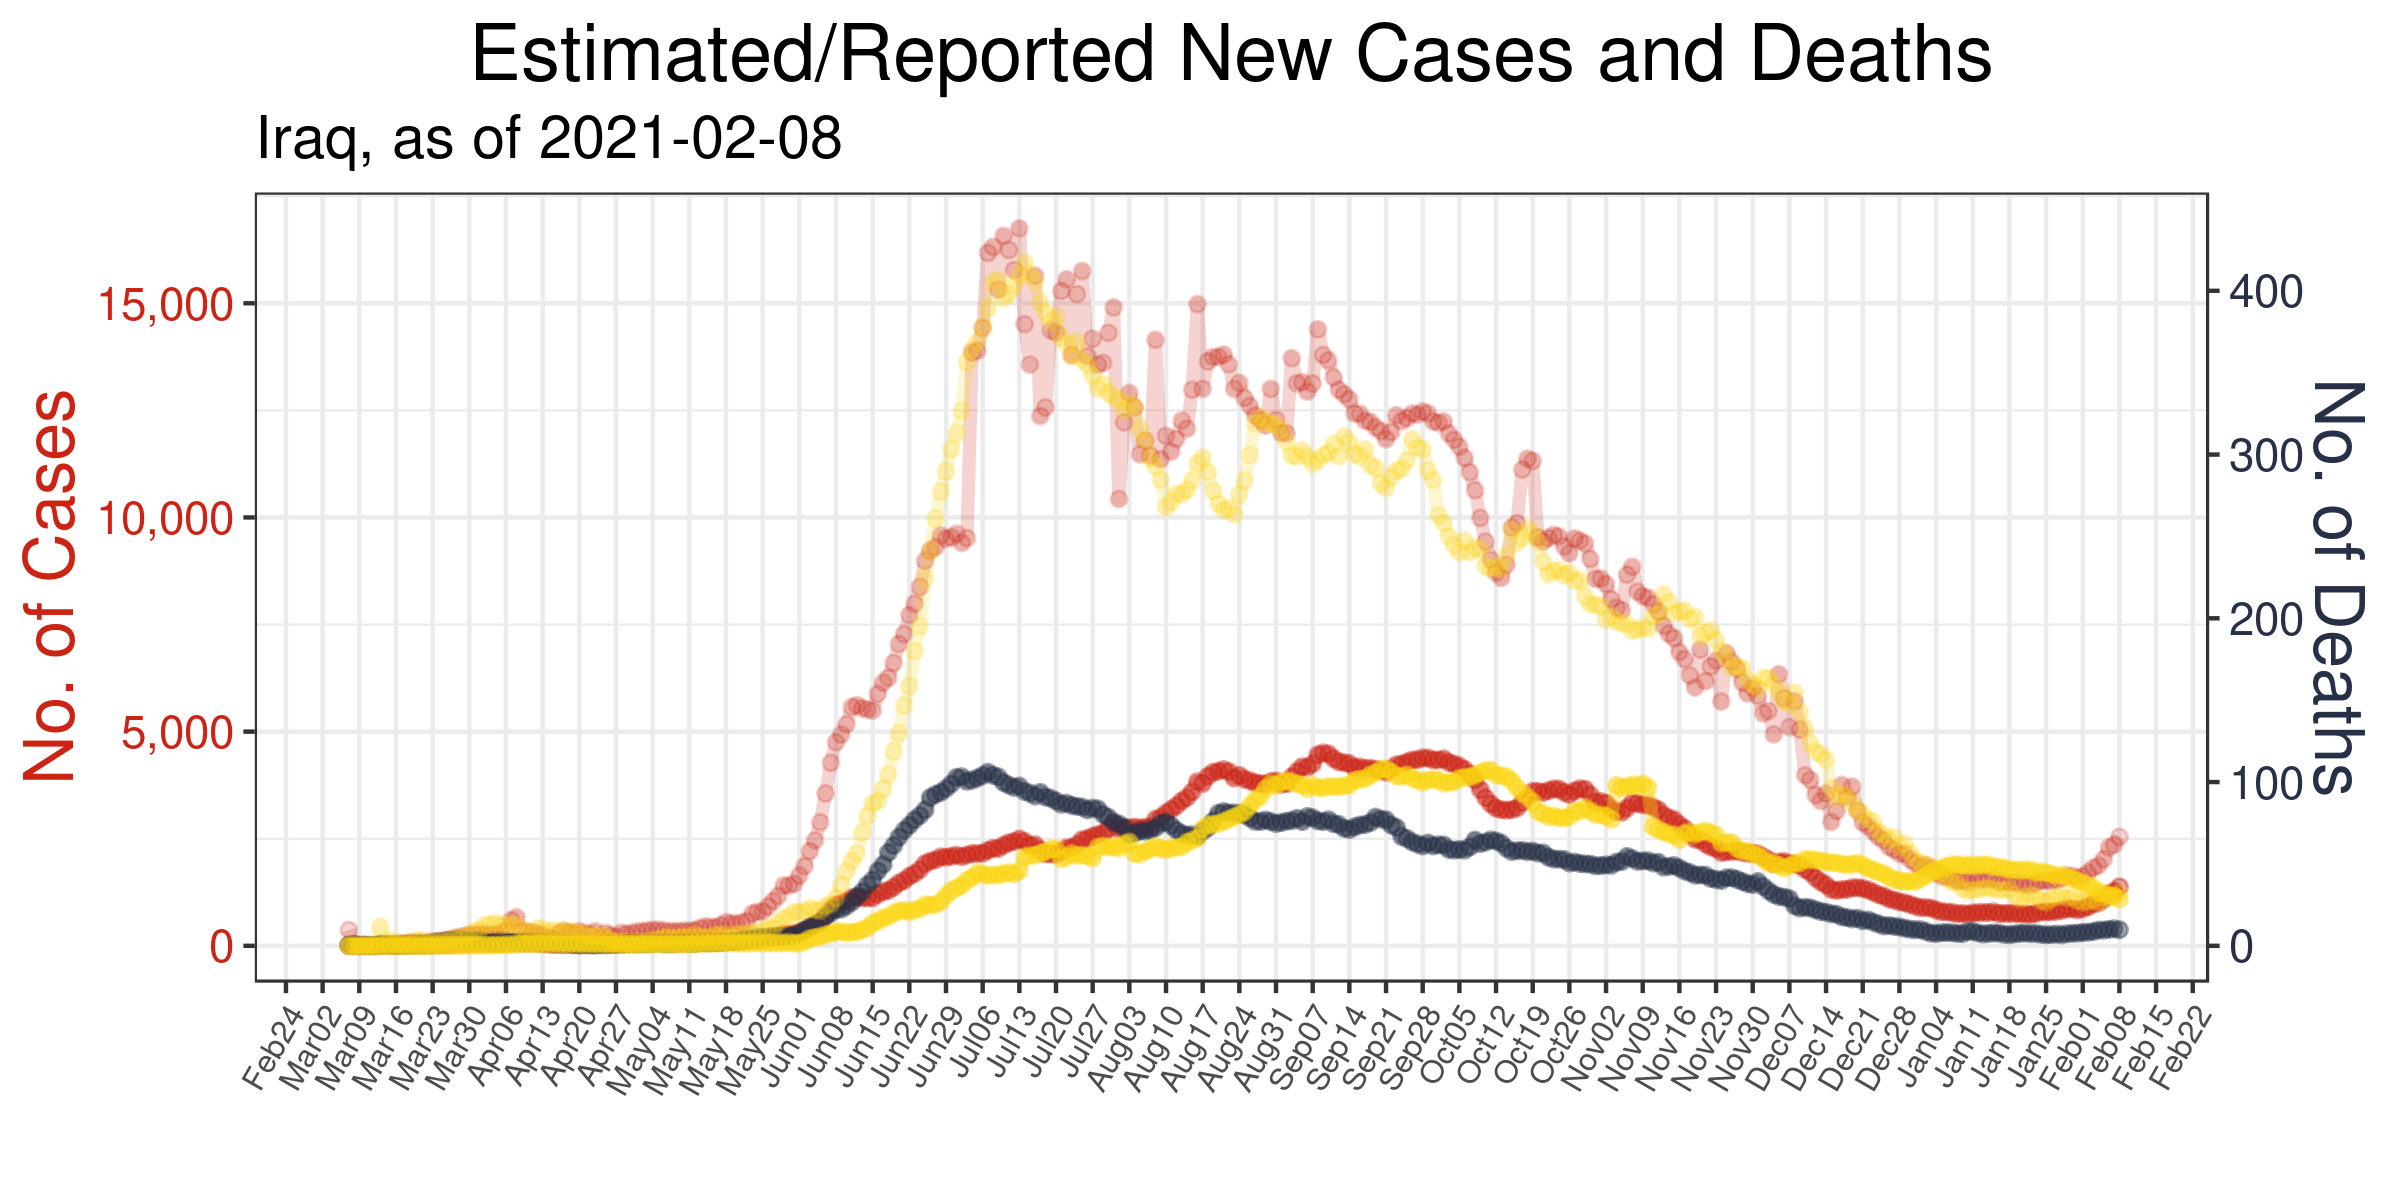 Estimated/Reported New Cases and Deaths
Iraq, as of 2021-02-08
No. of Cases
15,000
10,000
5,000
0
No. of Deaths
400
300
200
100
0
Feb24
Mar02
Mar09
Mar16
Mar23
Mar30
Apr06
Apr13
Apr20
Apr27
May04
May11
May18
May25
Jun01
Jun08
Jun15
Jun22
Jun29
Jul06
Jul13
Jul20
Jul27
Aug03
Aug10
Aug17
Aug24
Aug31
Sep07
Sep14
Sep21
Sep28
Oct05
Oct12
Oct19
Oct26
Nov02
Nov09
Nov16
Nov23
Nov30
Dec07
Dec14
Dec21
Dec28
Jan04
Jan11
Jan18
Jan25
Feb01
Feb08
Feb15
Feb22